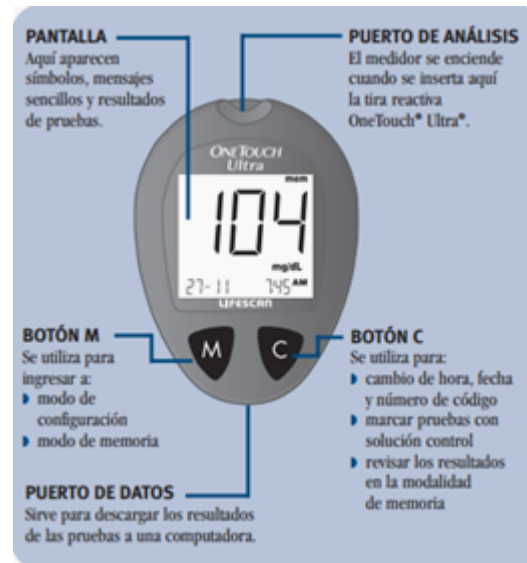 PANTALLA
Aquí aparecen
símbolos, mensajes
sencillos y resultados
de pruebas.
PUERTO DE ANÁLISIS
El medidor se enciende
cuando se inserta aquí
la tira reactiva
OneTouch® Ultra®.
ONETOUCH
Ultra
mem
104
mg/dL
27-11 7:45 AM
LIFESCAN
M
C
BOTÓN M
Se utiliza para
ingresar a:
modo de
configuración
modo de memoria
BOTÓN C
Se utiliza para:
cambio de hora, fecha
y número de código
marcar pruebas con
solución control
revisar los resultados
en la modalidad
de memoria
PUERTO DE DATOS
Sirve para descargar los resultados
de las pruebas a una computadora.